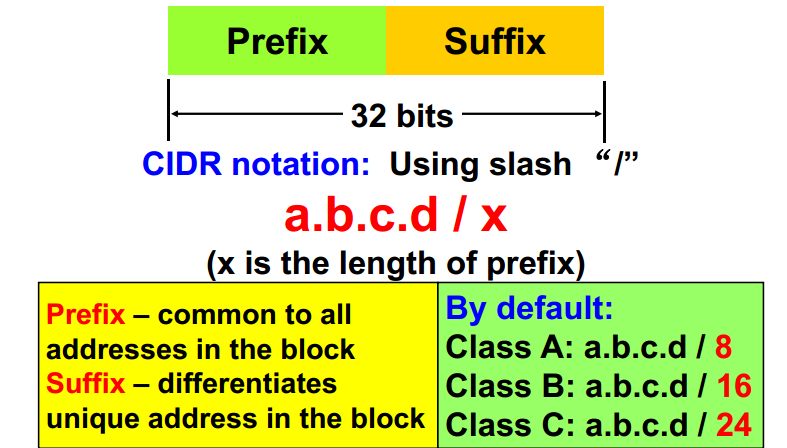 Prefix Suffix
32 bits
CIDR notation: Using slash “/”
a.b.c.d / x
(x is the length of prefix)
Prefix – common to all
addresses in the block
Suffix – differentiates
unique address in the block
By default:
Class A: a.b.c.d / 8
Class B: a.b.c.d / 16
Class C: a.b.c.d / 24